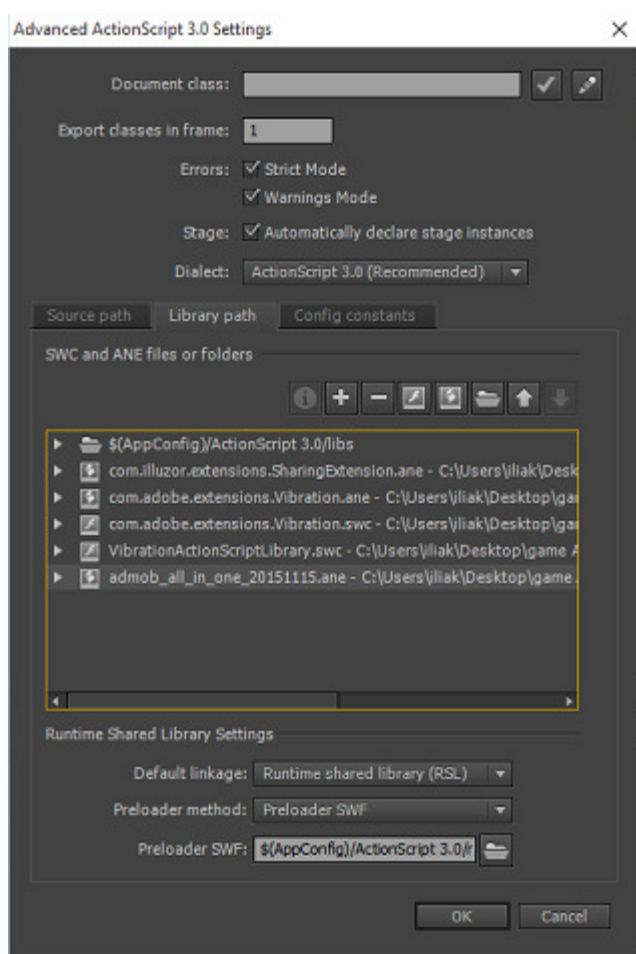 Advanced ActionScript 3.0 Settings
Document class:
Export classes in frame: 1
Errors: Strict Mode
Warnings Mode
Stage: Automatically declare stage instances
Dialect: ActionScript 3.0 (Recommended)
Source path Library path Config constants
SWC and ANE files or folders
$(AppConfig)/ActionScript 3.0/libs
com.illuzor.extensions.SharingExtension.ane - C:\Users\iliak\Desk
com.adobe.extensions.Vibration.ane - C:\Users\iliak\Desktop\ga
com.adobe.extensions.Vibration.swc - C:\Users\iliak\Desktop\ga
VibrationActionScriptLibrary.swc - C:\Users\iliak\Desktop\game A
admob_all_in_one_20151115.ane - C:\Users\iliak\Desktop\game
Runtime Shared Library Settings
Default linkage: Runtime shared library (RSL)
Preloader method: Preloader SWF
Preloader SWF: $(AppConfig)/ActionScript 3.0/
OK Cancel